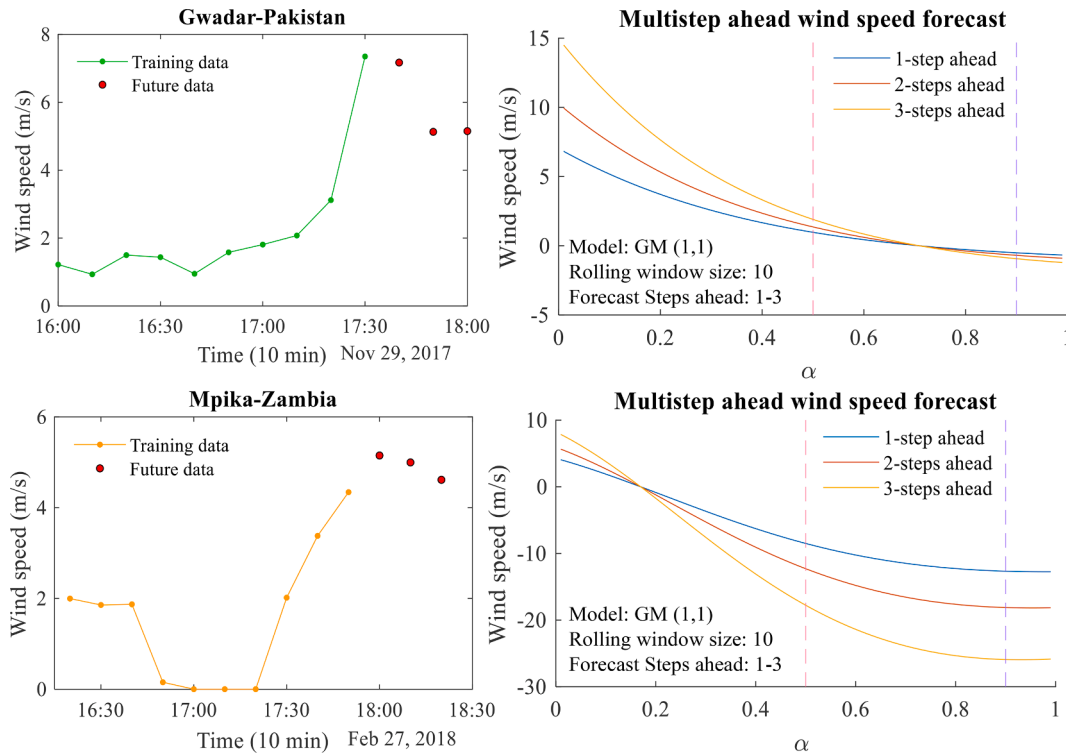 Gwadar-Pakistan
Training data
Future data
Wind speed (m/s)
8
6
4
2
0
16:00 16:30 17:00 17:30 18:00
Time (10 min) Nov 29, 2017
Multistep ahead wind speed forecast
1-step ahead
2-steps ahead
3-steps ahead
Wind speed (m/s)
15
10
5
0
-5
Model: GM (1,1)
Rolling window size: 10
Forecast Steps ahead: 1-3
0 0.2 0.4 0.6 0.8 1
α
Mpika-Zambia
Training data
Future data
Wind speed (m/s)
6
4
2
0
16:30 17:00 17:30 18:00 18:30
Time (10 min) Feb 27, 2018
Multistep ahead wind speed forecast
1-step ahead
2-steps ahead
3-steps ahead
Wind speed (m/s)
10
0
-10
-20
-30
Model: GM (1,1)
Rolling window size: 10
Forecast Steps ahead: 1-3
0 0.2 0.4 0.6 0.8 1
α